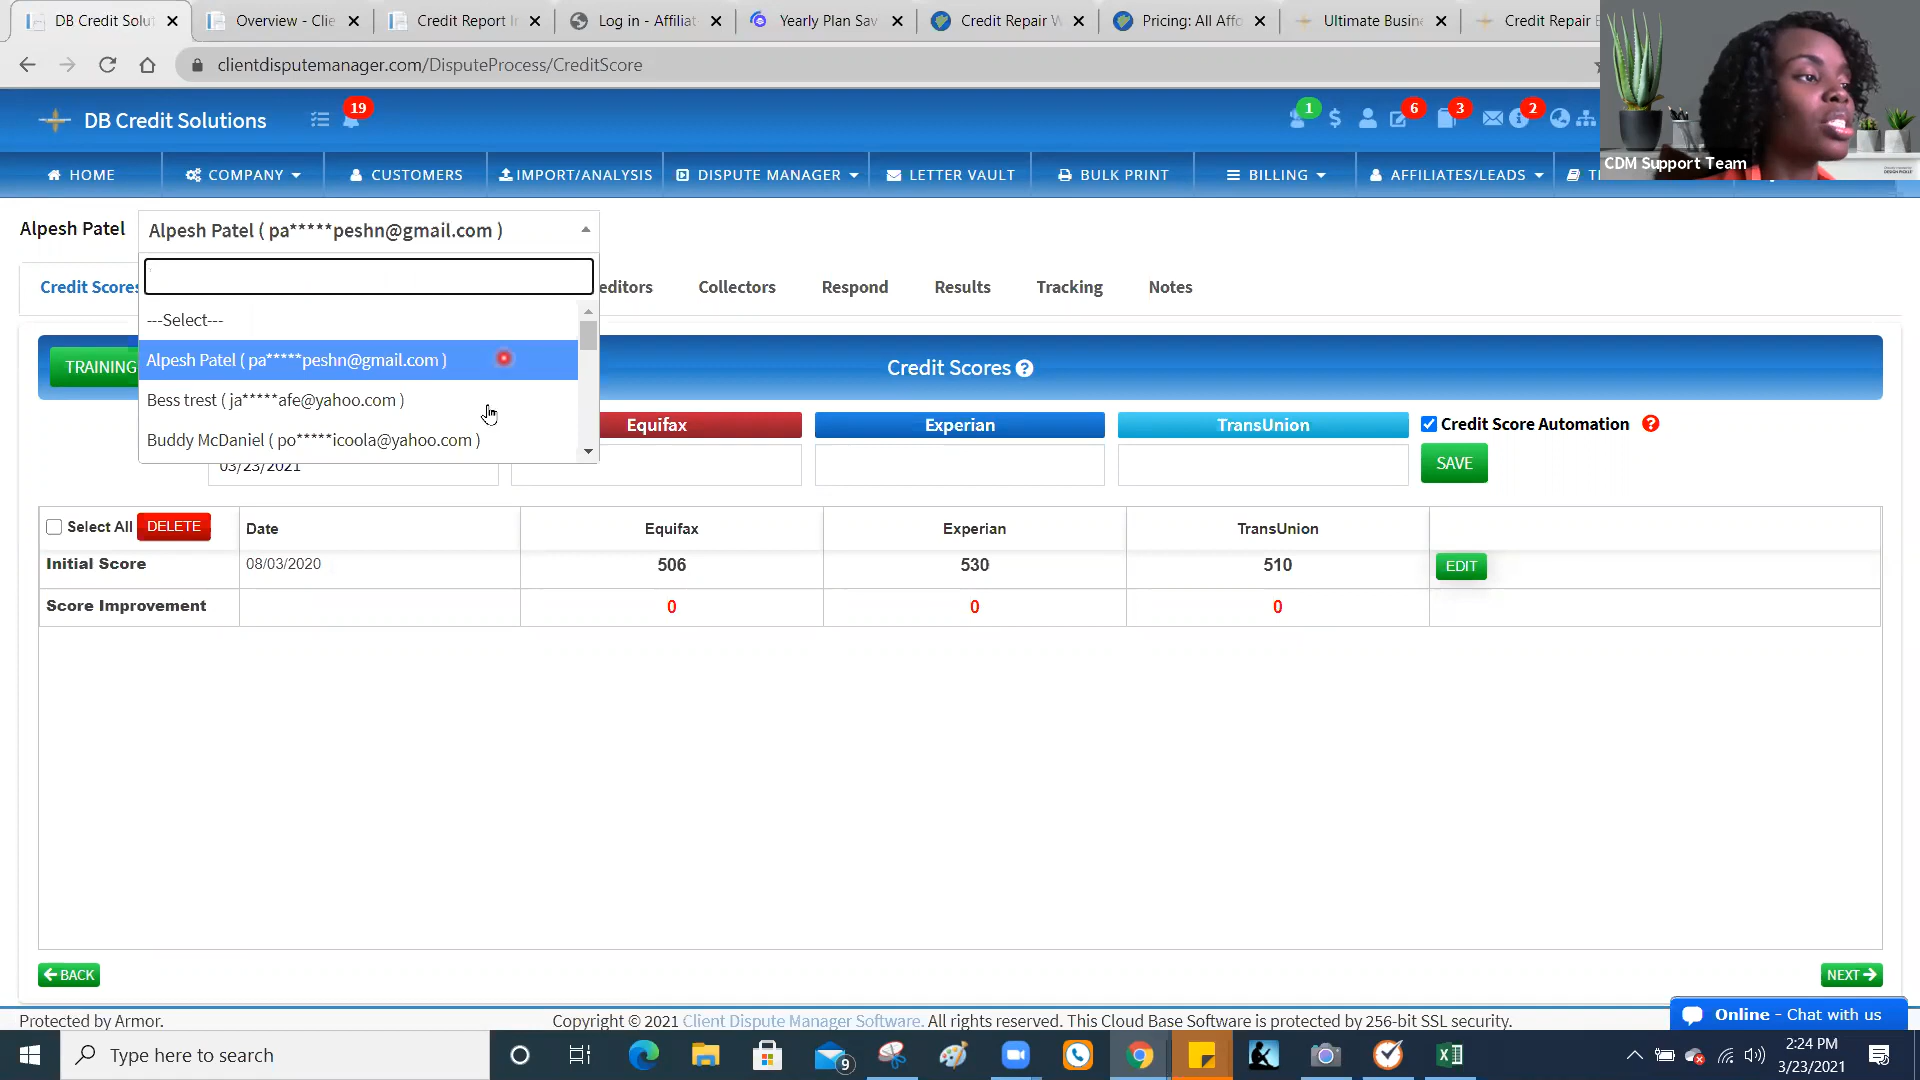 DB Credit Solut
Overview - Clie
Credit Report I
Log in - Affiliat
Yearly Plan Sav
Credit Repair W
Pricing: All Affo
Ultimate Busin
Credit Repair
clientdisputemanager.com/DisputeProcess/CreditScore
DB Credit Solutions
19
1
6
3
2
CDM Support Team
HOME
COMPANY
CUSTOMERS
IMPORT/ANALYSIS
DISPUTE MANAGER
LETTER VAULT
BULK PRINT
BILLING
AFFILIATES/LEADS
Alpesh Patel
Alpesh Patel ( pa*****peshn@gmail.com )
Credit Scores
editors
Collectors
Respond
Results
Tracking
Notes
---Select---
Alpesh Patel ( pa*****peshn@gmail.com )
Bess trest ( ja*****afe@yahoo.com )
Buddy McDaniel ( po*****icoola@yahoo.com )
TRAINING
Credit Scores ?
Equifax
Experian
TransUnion
Credit Score Automation ?
03/23/2021
SAVE
Select All
DELETE
Date
Equifax
Experian
TransUnion
Initial Score
08/03/2020
506
530
510
EDIT
Score Improvement
0
0
0
BACK
NEXT
Protected by Armor.
Copyright © 2021 Client Dispute Manager Software. All rights reserved. This Cloud Base Software is protected by 256-bit SSL security.
Online - Chat with us
Type here to search
9
2:24 PM
3/23/2021